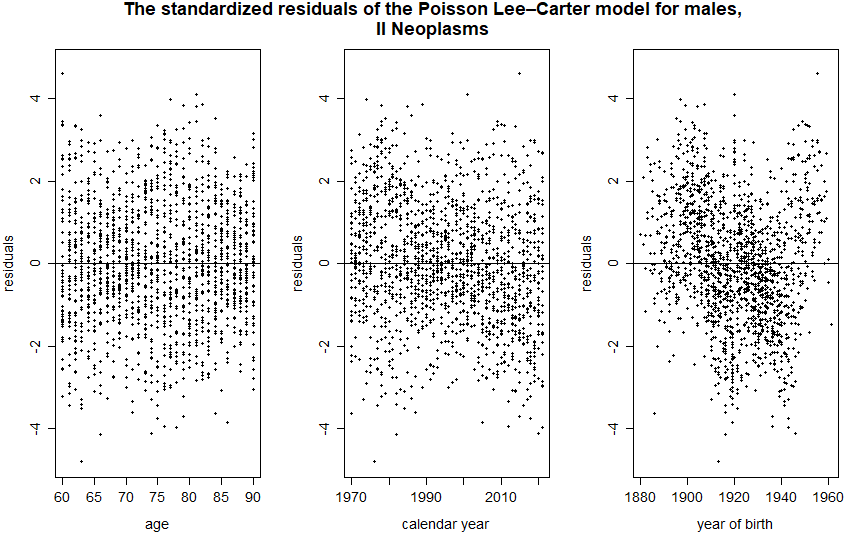 The standardized residuals of the Poisson Lee–Carter model for males,
II Neoplasms
residuals
4
2
0
-2
-4
60 65 70 75 80 85 90
age
residuals
4
2
0
-2
-4
1970 1990 2010
calendar year
residuals
4
2
0
-2
-4
1880 1900 1920 1940 1960
year of birth